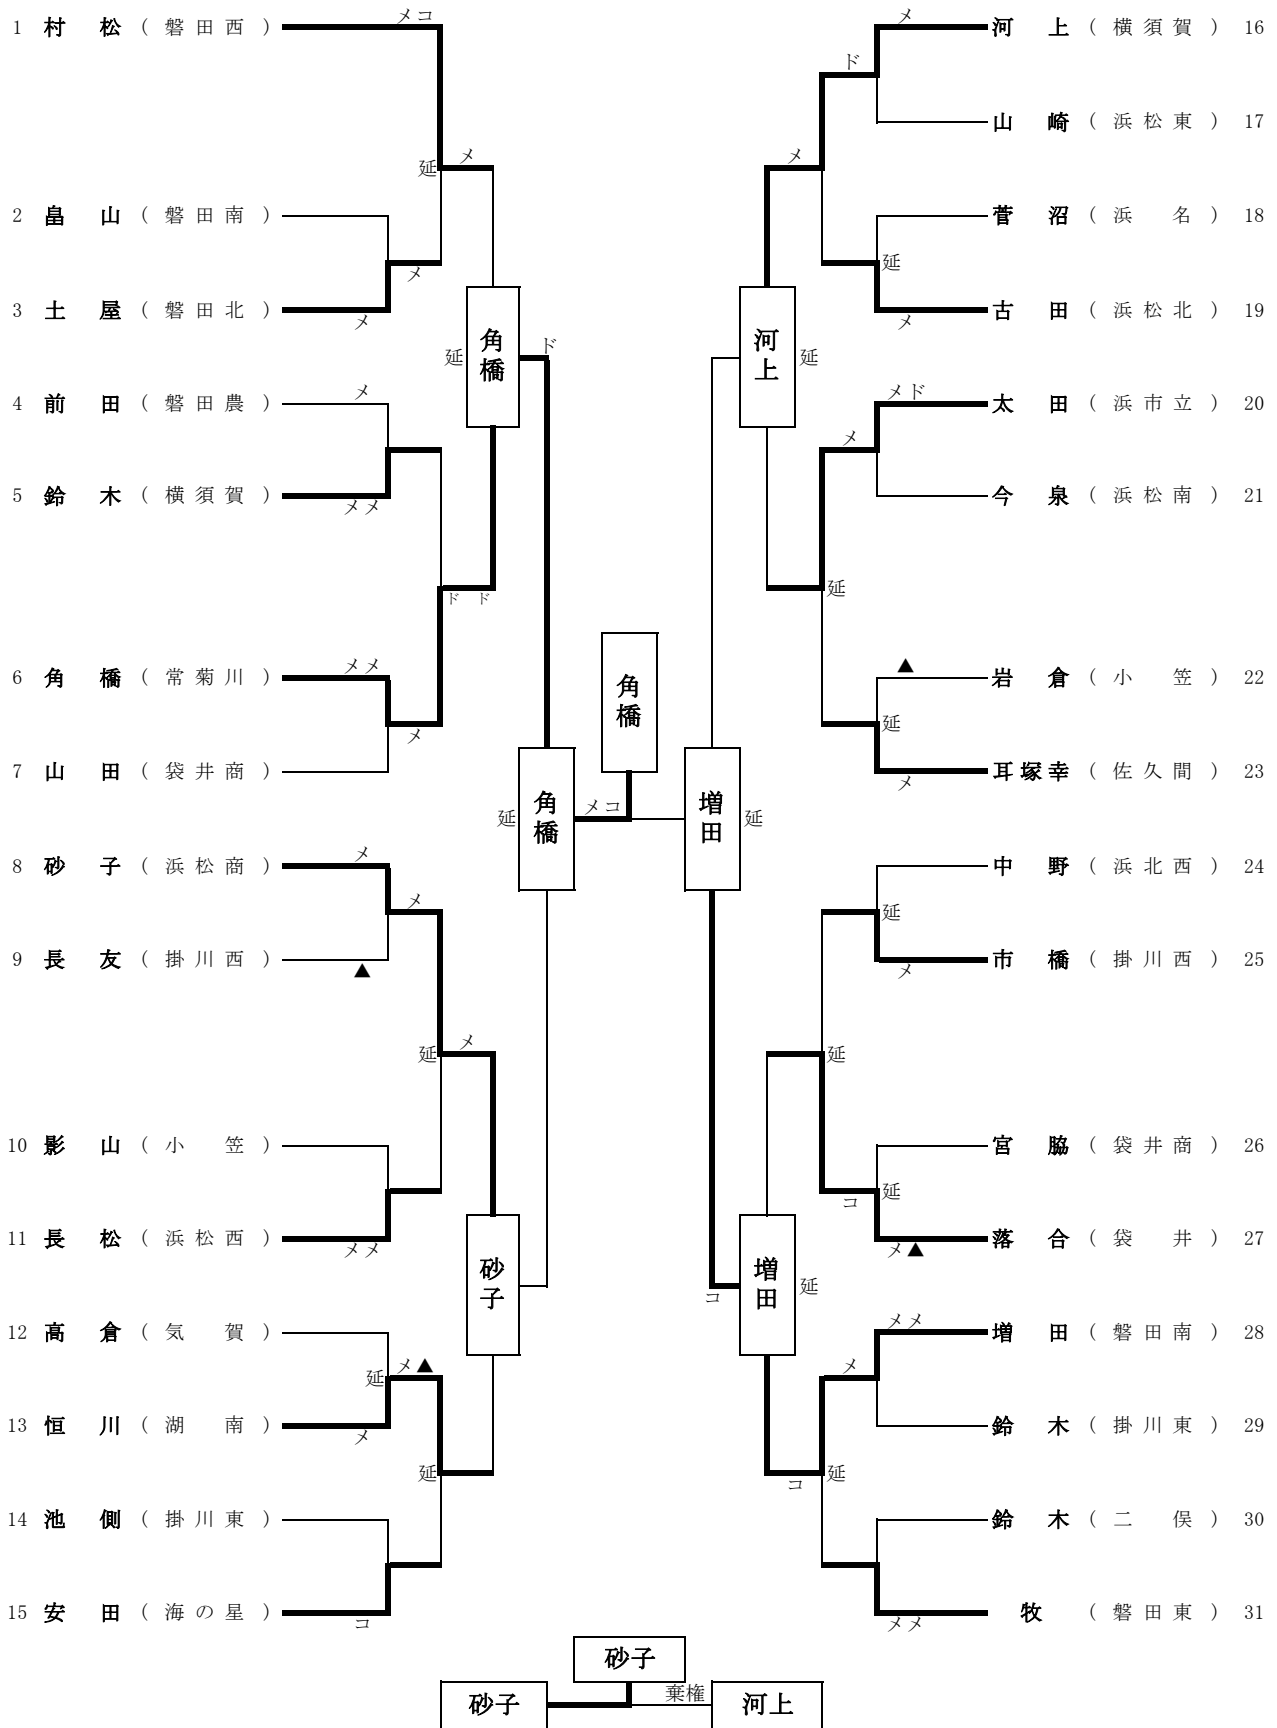 メコ
メ
1 村 松 （ 磐 田 西 ）
河 上 （ 横 須 賀 ） 16
ド
山 崎 （ 浜 松 東 ） 17
延 メ
メ
2 畠 山 （ 磐 田 南 ）
菅 沼 （ 浜 名 ） 18
メ
延
3 土 屋 （ 磐 田 北 ）
古 田 （ 浜 松 北 ） 19
メ
メ
角橋
河上
延
ド
延
メ
メド
4 前 田 （ 磐 田 農 ）
太 田 （ 浜 市 立 ） 20
メ
5 鈴 木 （ 横 須 賀 ）
今 泉 （ 浜 松 南 ） 21
メメ
ド ド
延
メメ
▲
6 角 橋 （ 常 菊 川 ）
岩 倉 （ 小 笠 ） 22
角橋
メ
延
7 山 田 （ 袋 井 商 ）
耳 塚 幸 （ 佐 久 間 ） 23
メ
角橋
増田
延
メコ
延
メ
8 砂 子 （ 浜 松 商 ）
中 野 （ 浜 北 西 ） 24
メ
延
9 長 友 （ 掛 川 西 ）
市 橋 （ 掛 川 西 ） 25
▲
メ
延 メ
延
10 影 山 （ 小 笠 ）
宮 脇 （ 袋 井 商 ） 26
コ 延
11 長 松 （ 浜 松 西 ）
落 合 （ 袋 井 ） 27
メメ
メ▲
砂子
増田
コ
延
メメ
12 高 倉 （ 気 賀 ）
増 田 （ 磐 田 南 ） 28
延 メ▲
メ
13 恒 川 （ 湖 南 ）
鈴 木 （ 掛 川 東 ） 29
メ
延
コ 延
14 池 側 （ 掛 川 東 ）
鈴 木 （ 二 俣 ） 30
15 安 田 （ 海 の 星 ）
牧 （ 磐 田 東 ） 31
コ
メメ
砂子
砂子
棄権
河上